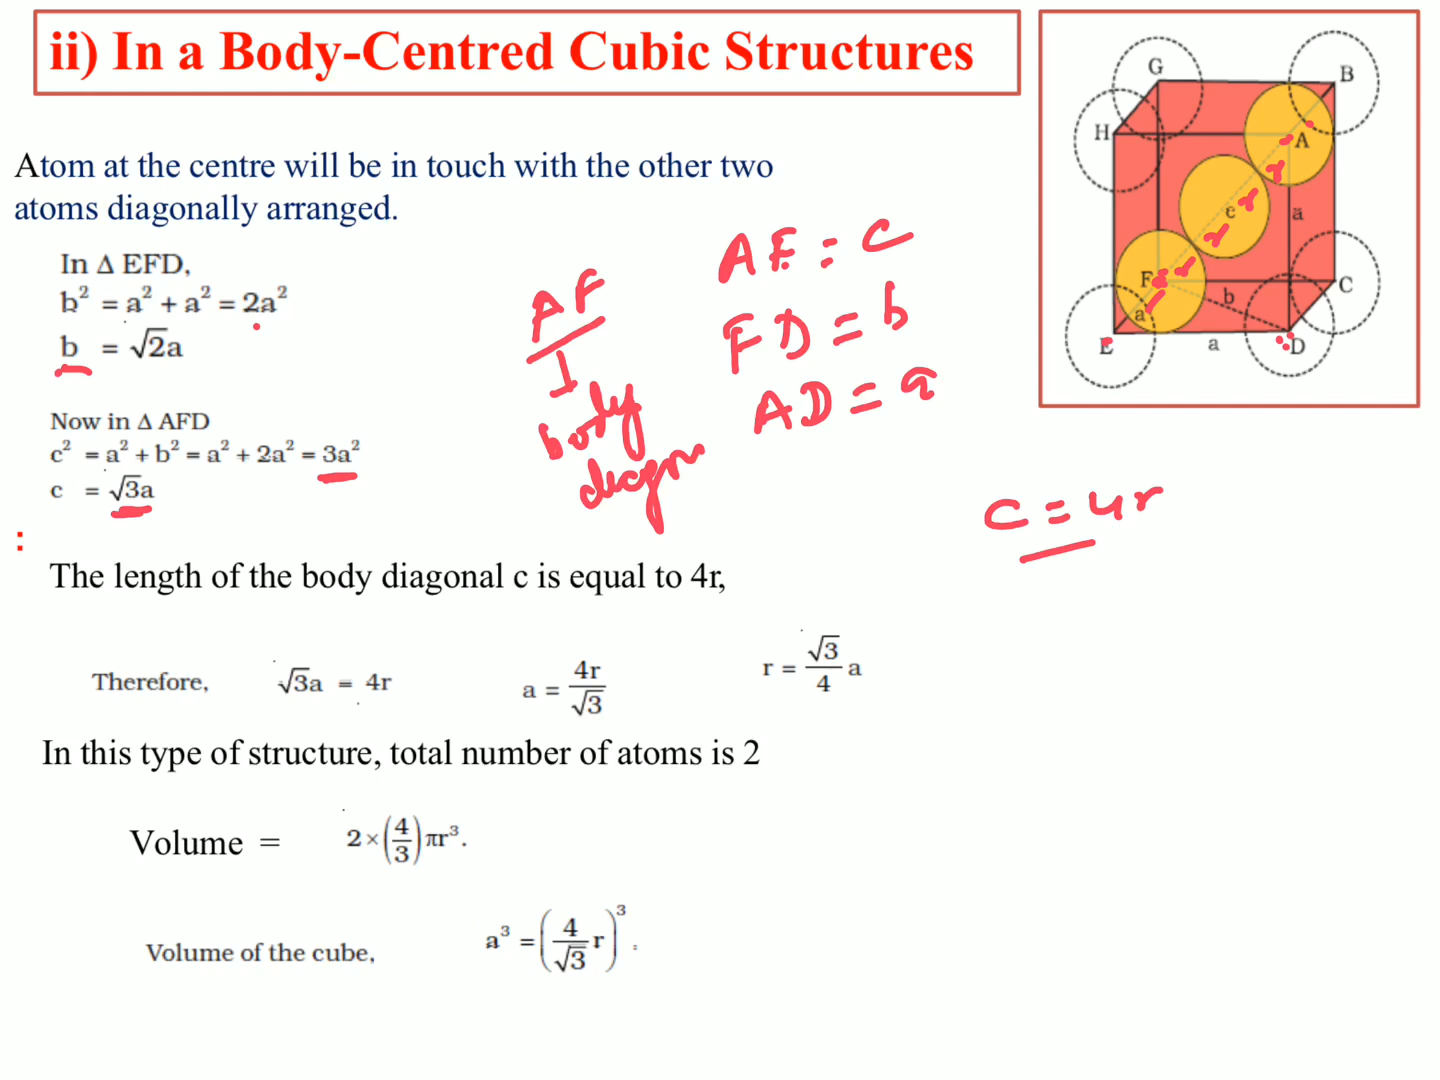 ii) In a Body-Centred Cubic Structures
Atom at the centre will be in touch with the other two
atoms diagonally arranged.
In Δ EFD,
b² = a² + a² = 2a²
b = √2a
Now in Δ AFD
c² = a² + b² = a² + 2a² = 3a²
c = √3a
:
AF
I
body
diagon
AF = c
FD = b
AD = a
c = 4r
G
B
H
A
r
r
c
a
r
r
F
C
b
a
E
a
D
The length of the body diagonal c is equal to 4r,
Therefore, √3a = 4r a = 4r/√3 r = √3/4 a
In this type of structure, total number of atoms is 2
Volume = 2×(4/3)πr³.
Volume of the cube, a³ = (4/√3 r)³.